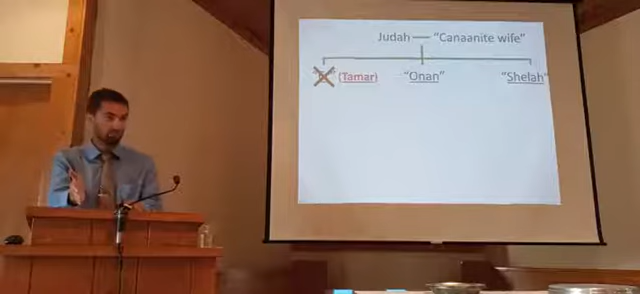 Judah — "Canaanite wife"
(Tamar) "Onan" "Shelah"